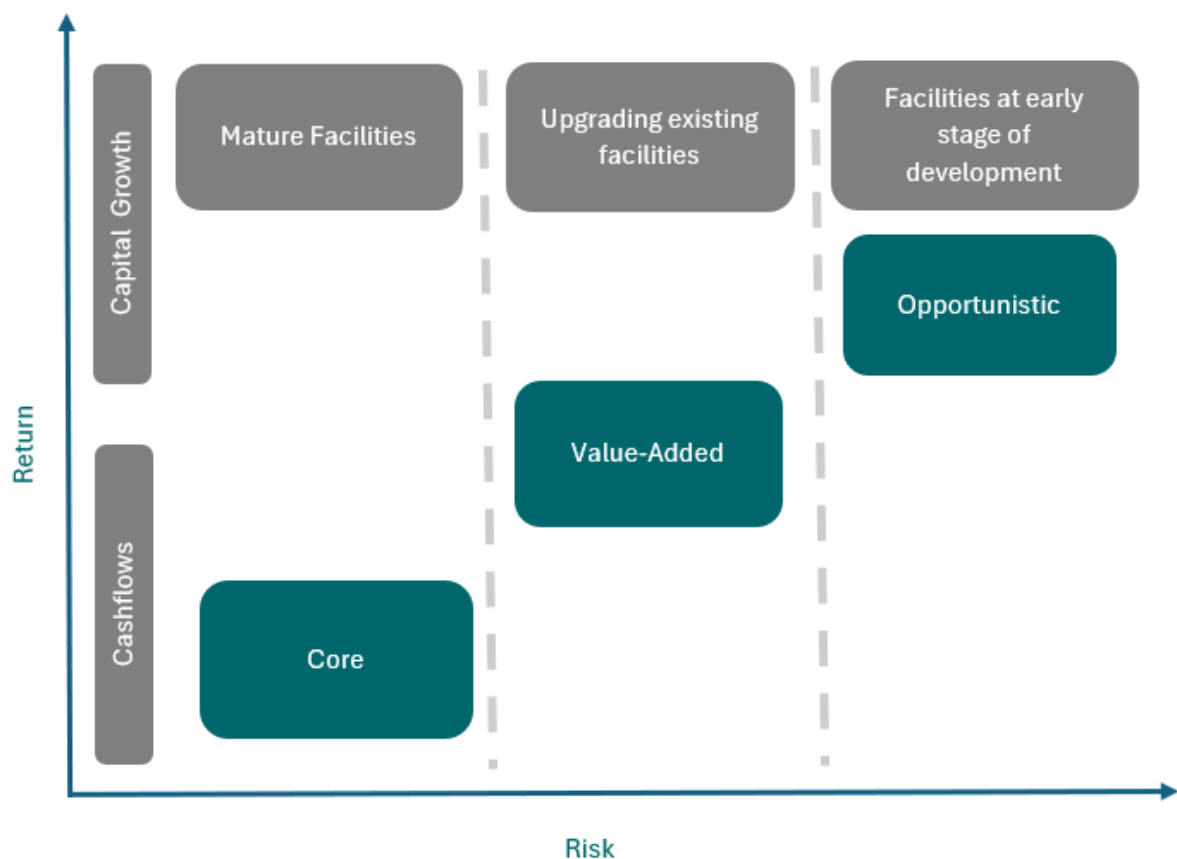 Mature Facilities
Upgrading existing
facilities
Facilities at early
stage of
development
Capital Growth
Opportunistic
Value-Added
Return
Cashflows
Core
Risk